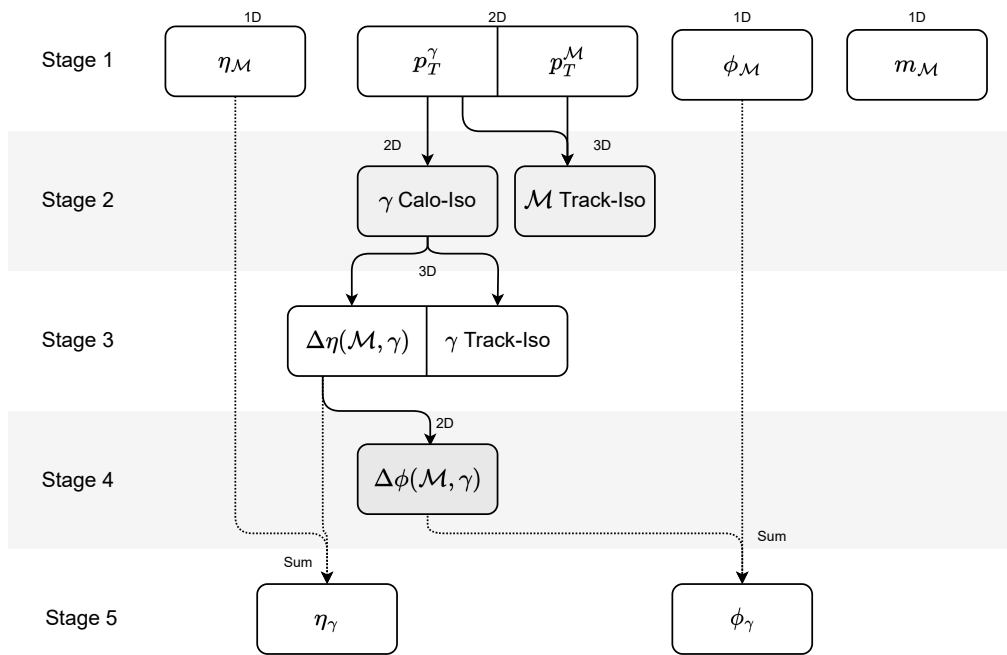 1D
2D
1D
1D
Stage 1
η_ℳ
p_T^γ
p_T^ℳ
ϕ_ℳ
m_ℳ
2D
3D
Stage 2
γ Calo-Iso
ℳ Track-Iso
3D
Stage 3
Δη(ℳ, γ)
γ Track-Iso
2D
Stage 4
Δϕ(ℳ, γ)
Sum
Sum
Stage 5
η_γ
ϕ_γ